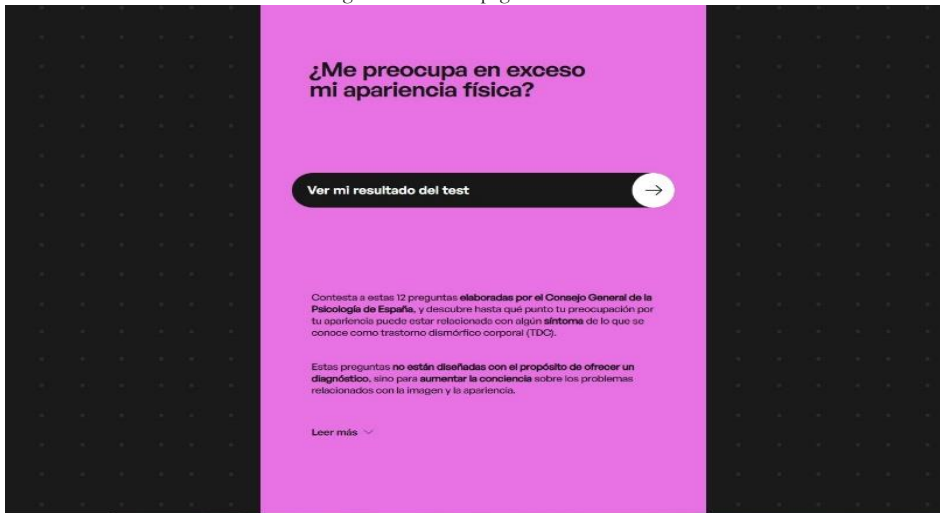 ¿Me preocupa en exceso
mi apariencia física?
Ver mi resultado del test
Contesta a estas 12 preguntas elaboradas por el Consejo General de la
Psicología de España, y descubre hasta qué punto tu preocupación por
tu apariencia puede estar relacionado con algún síntoma de lo que se
conoce como trastorno dismórfico corporal (TDC).
Estas preguntas no están diseñadas con el propósito de ofrecer un
diagnóstico, sino para aumentar la conciencia sobre los problemas
relacionados con la imagen y la apariencia.
Leer más